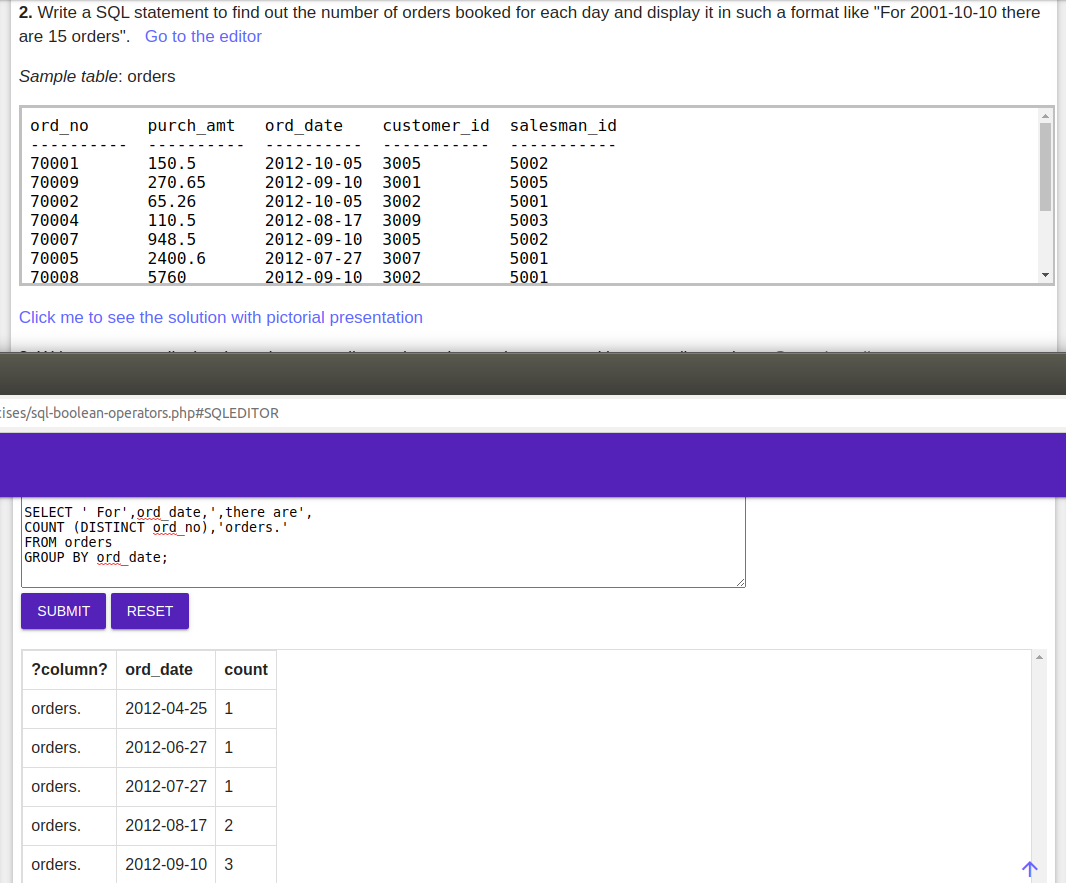 2. Write a SQL statement to find out the number of orders booked for each day and display it in such a format like "For 2001-10-10 there
are 15 orders". Go to the editor
Sample table: orders
ord_no purch_amt ord_date customer_id salesman_id
---------- ---------- ---------- ----------- -----------
70001 150.5 2012-10-05 3005 5002
70009 270.65 2012-09-10 3001 5005
70002 65.26 2012-10-05 3002 5001
70004 110.5 2012-08-17 3009 5003
70007 948.5 2012-09-10 3005 5002
70005 2400.6 2012-07-27 3007 5001
70008 5760 2012-09-10 3002 5001
Click me to see the solution with pictorial presentation
cises/sql-boolean-operators.php#SQLEDITOR
SELECT ' For',ord_date,',there are',
COUNT (DISTINCT ord_no),'orders.'
FROM orders
GROUP BY ord_date;
SUBMIT RESET
?column? ord_date count
orders. 2012-04-25 1
orders. 2012-06-27 1
orders. 2012-07-27 1
orders. 2012-08-17 2
orders. 2012-09-10 3